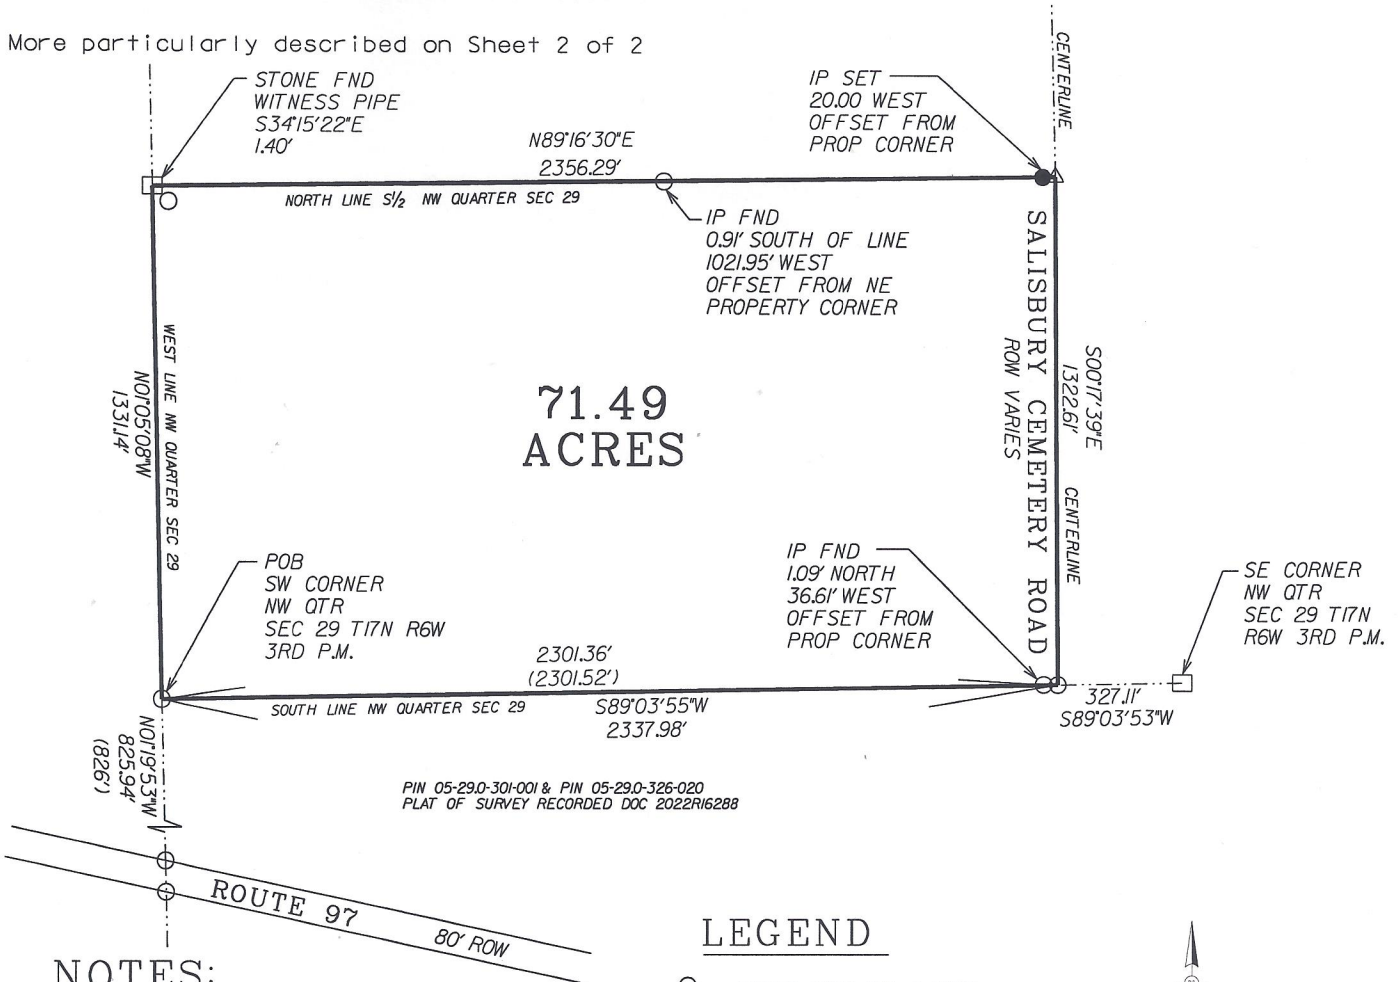 More particularly described on Sheet 2 of 2
STONE FND
WITNESS PIPE
S34°15'22"E
1.40'
N89°16'30"E
2356.29'
NORTH LINE S½ NW QUARTER SEC 29
IP SET
20.00 WEST
OFFSET FROM
PROP CORNER
CENTERLINE
IP FND
0.91' SOUTH OF LINE
1021.95' WEST
OFFSET FROM NE
PROPERTY CORNER
WEST LINE NW QUARTER SEC 29
N01°05'08"W
1331.14'
71.49
ACRES
SALISBURY CEMETERY ROAD
ROW VARIES
S00°17'39"E
1322.61'
CENTERLINE
POB
SW CORNER
NW QTR
SEC 29 T17N R6W
3RD P.M.
IP FND
1.09' NORTH
36.61' WEST
OFFSET FROM
PROP CORNER
SE CORNER
NW QTR
SEC 29 T17N
R6W 3RD P.M.
2301.36'
(2301.52')
SOUTH LINE NW QUARTER SEC 29
S89°03'55"W
2337.98'
327.11'
S89°03'53"W
N01°19'53"W
825.94'
(826')
PIN 05-29.0-301-001 & PIN 05-29.0-326-020
PLAT OF SURVEY RECORDED DOC 2022R16288
ROUTE 97
80' ROW
LEGEND
NOTES: